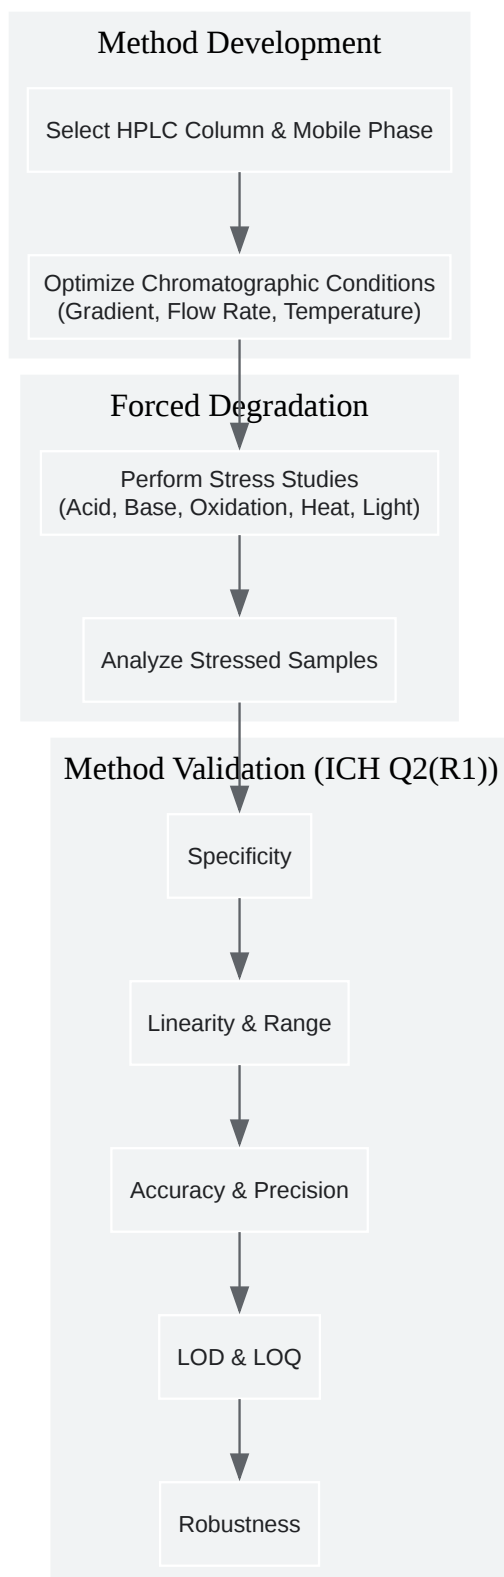 Method Development
Select HPLC Column & Mobile Phase
Optimize Chromatographic Conditions
(Gradient, Flow Rate, Temperature)
Forced Degradation
Perform Stress Studies
(Acid, Base, Oxidation, Heat, Light)
Analyze Stressed Samples
Method Validation (ICH Q2(R1))
Specificity
Linearity & Range
Accuracy & Precision
LOD & LOQ
Robustness